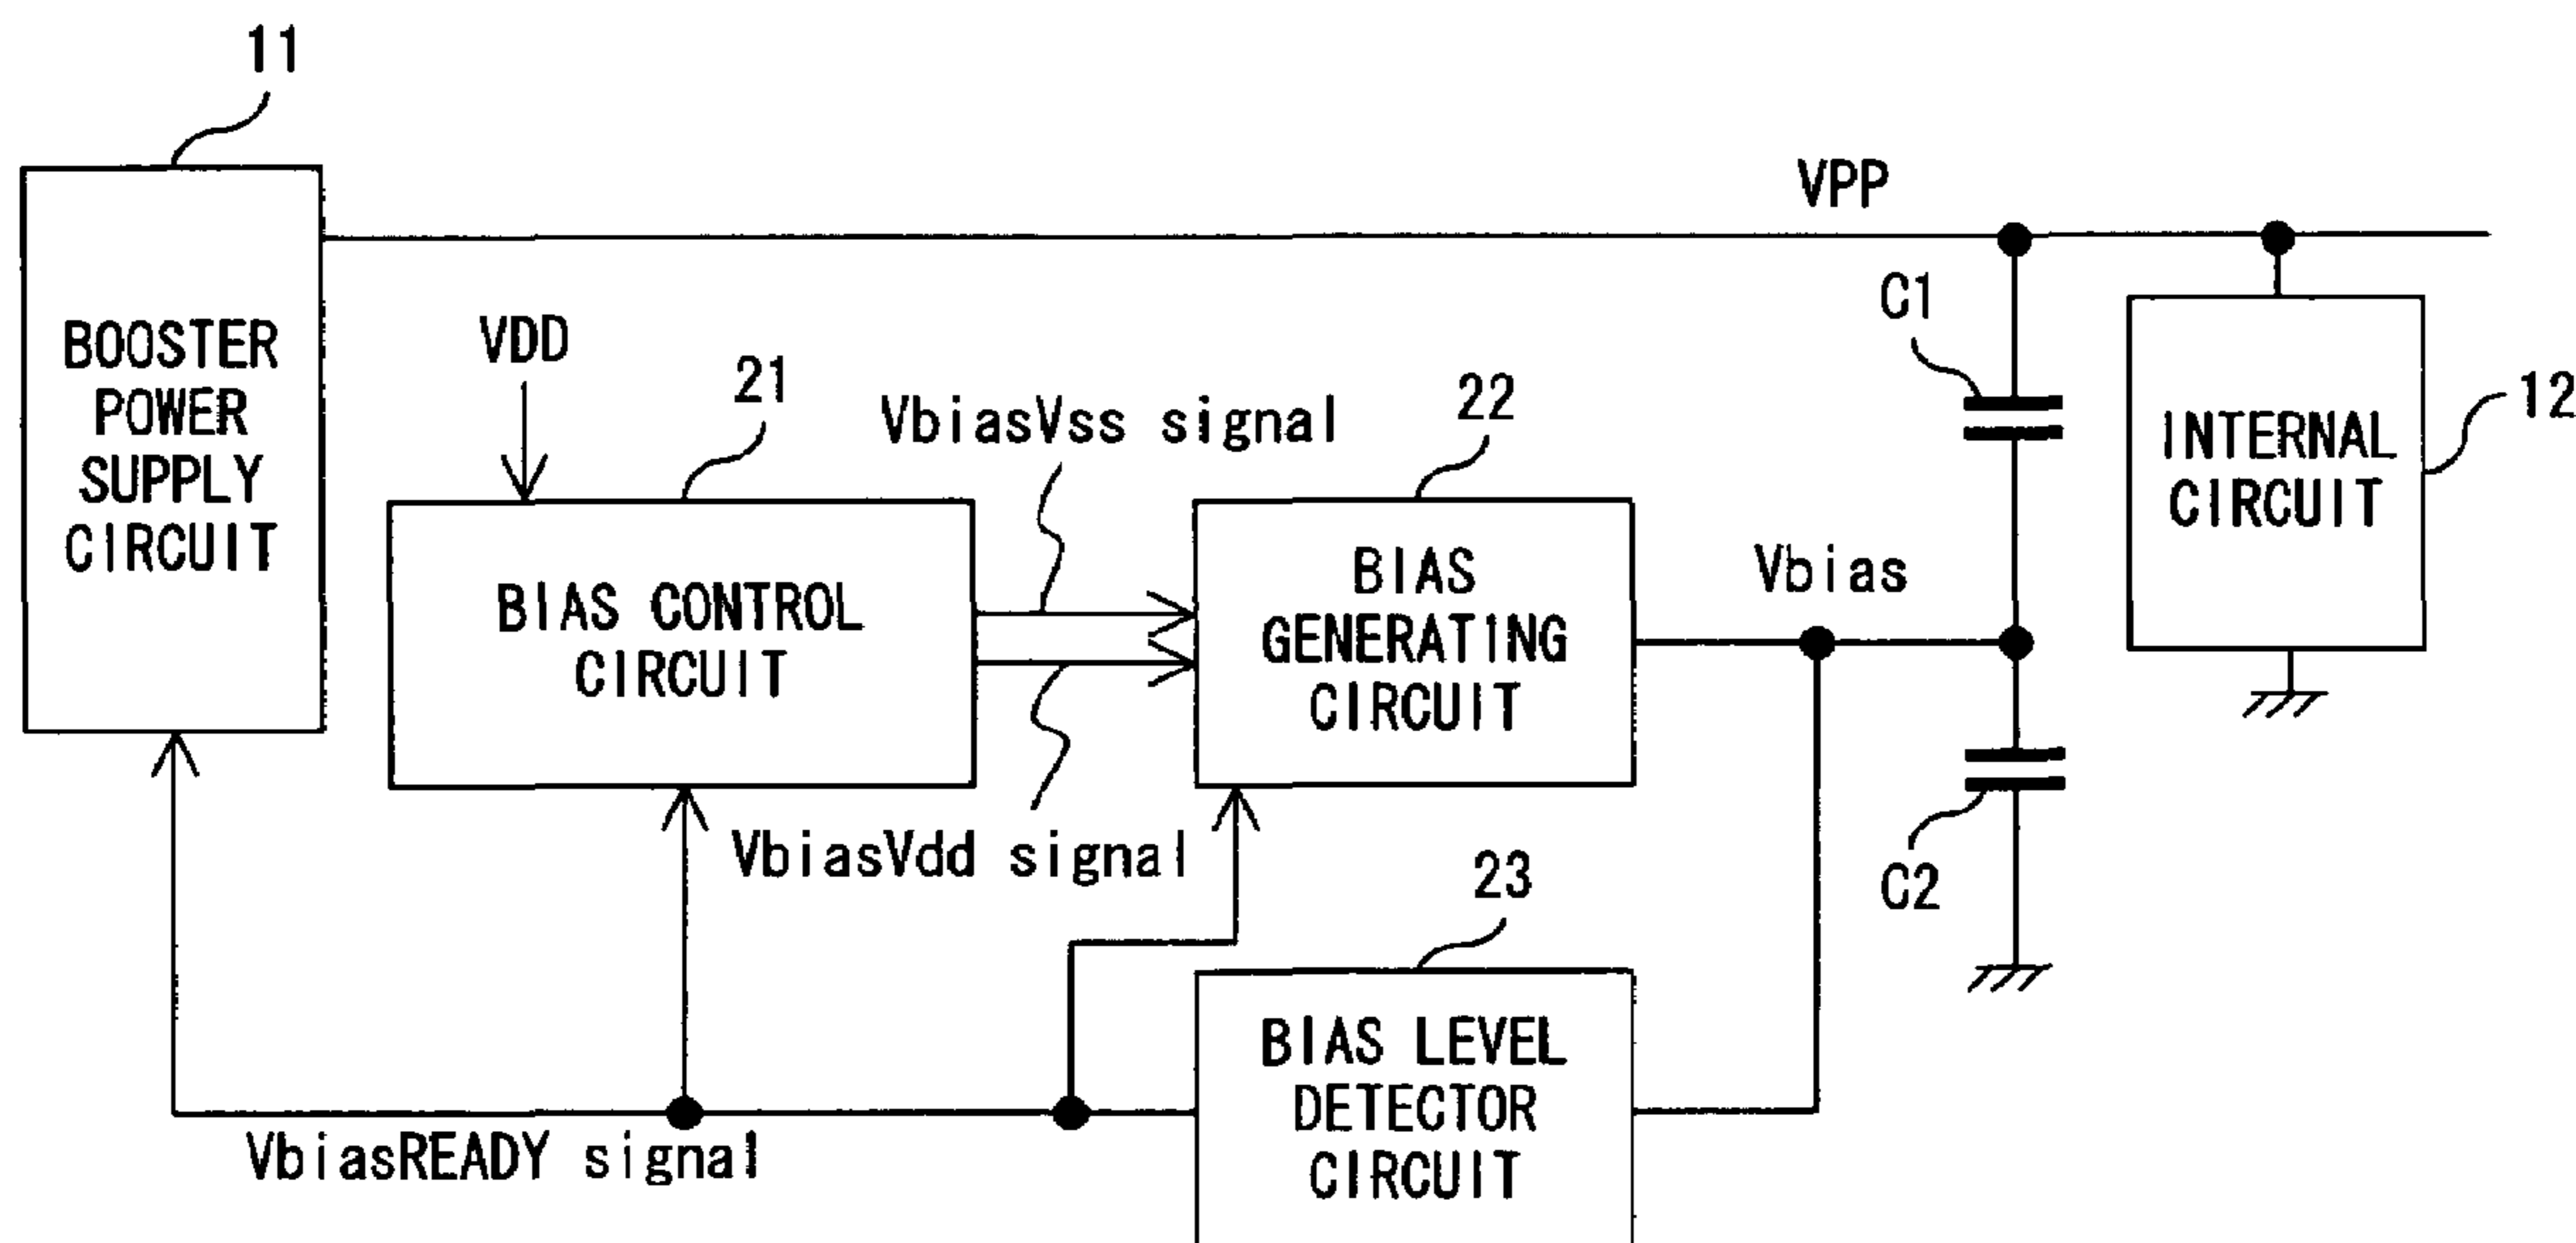 11
VPP
C1
BOOSTER
POWER
SUPPLY
CIRCUIT
VDD
21
VbiasVss signal
22
12
INTERNAL
CIRCUIT
BIAS CONTROL
CIRCUIT
BIAS
GENERATING
CIRCUIT
Vbias
VbiasVdd signal
23
C2
BIAS LEVEL
DETECTOR
CIRCUIT
VbiasREADY signal